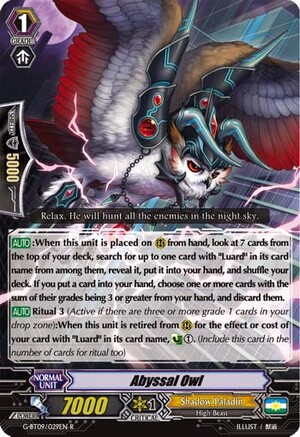 1
GRADE
5000
Relax. He will hunt all the enemies in the night sky.
AUTO:When this unit is placed on from hand, look at 7 cards from
the top of your deck, search for up to one card with "Luard" in its card
name from among them, reveal it, put it into your hand, and shuffle your
deck. If you put a card into your hand, choose one or more cards with the
sum of their grades being 3 or greater from your hand, and discard them.
AUTO Ritual 3 (Active if there are three or more grade 1 cards in your
drop zone):When this unit is retired from for the effect or cost
of your card with "Luard" in its card name, . (Include this card in the
number of cards for ritual too)
NORMAL
UNIT
Abyssal Owl
POWER
7000
1
Shadow Paladin
High Beast
G-BT09/029EN R
ILLUST /